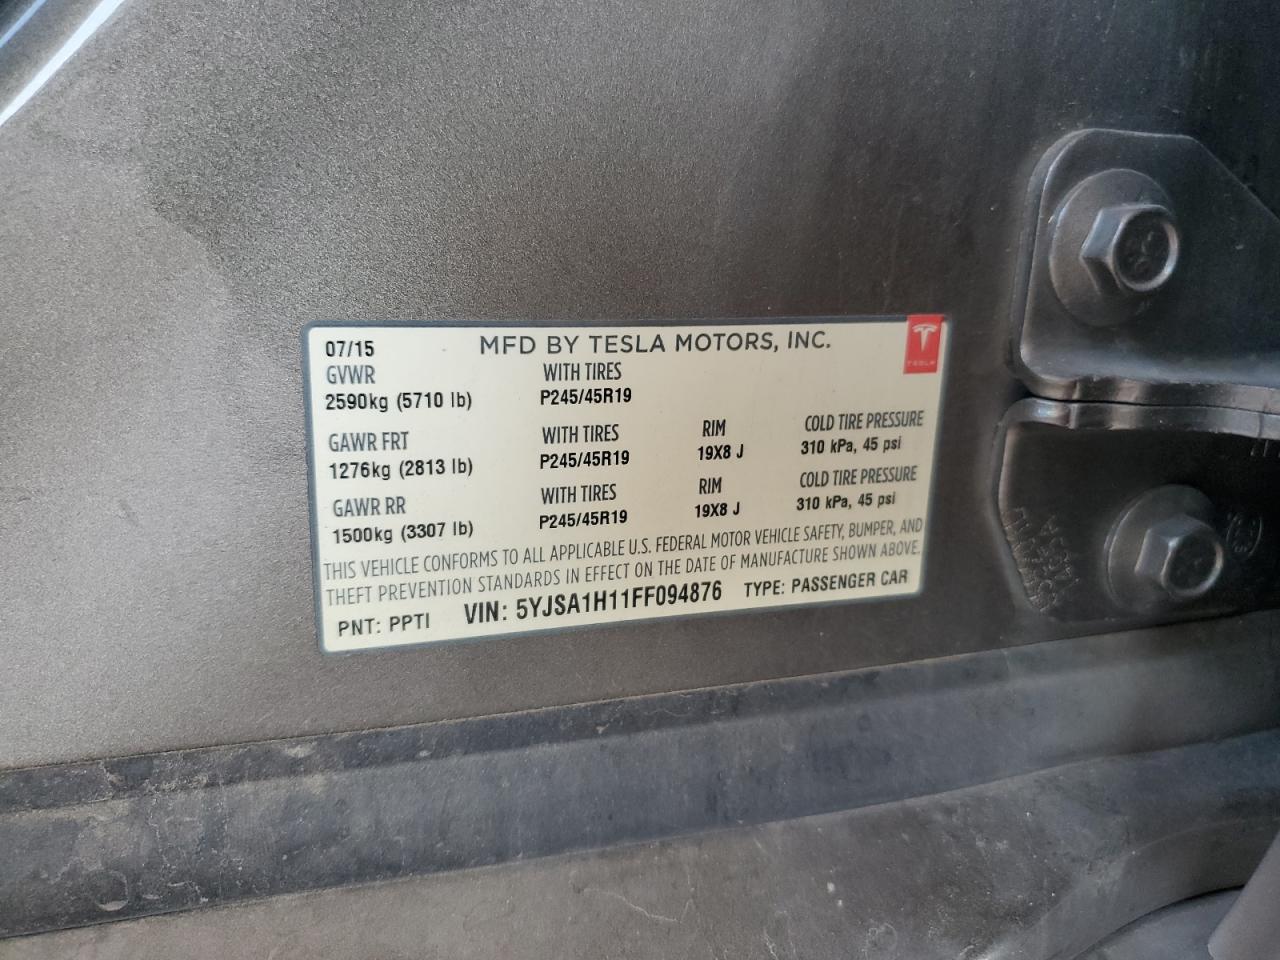 07/15 MFD BY TESLA MOTORS, INC.
TESLA
GVWR WITH TIRES
2590kg (5710 lb) P245/45R19
GAWR FRT WITH TIRES RIM COLD TIRE PRESSURE
1276kg (2813 lb) P245/45R19 19X8 J 310 kPa, 45 psi
GAWR RR WITH TIRES RIM COLD TIRE PRESSURE
1500kg (3307 lb) P245/45R19 19X8 J 310 kPa, 45 psi
THIS VEHICLE CONFORMS TO ALL APPLICABLE U.S. FEDERAL MOTOR VEHICLE SAFETY, BUMPER, AND
THEFT PREVENTION STANDARDS IN EFFECT ON THE DATE OF MANUFACTURE SHOWN ABOVE.
PNT: PPTI VIN: 5YJSA1H11FF094876 TYPE: PASSENGER CAR